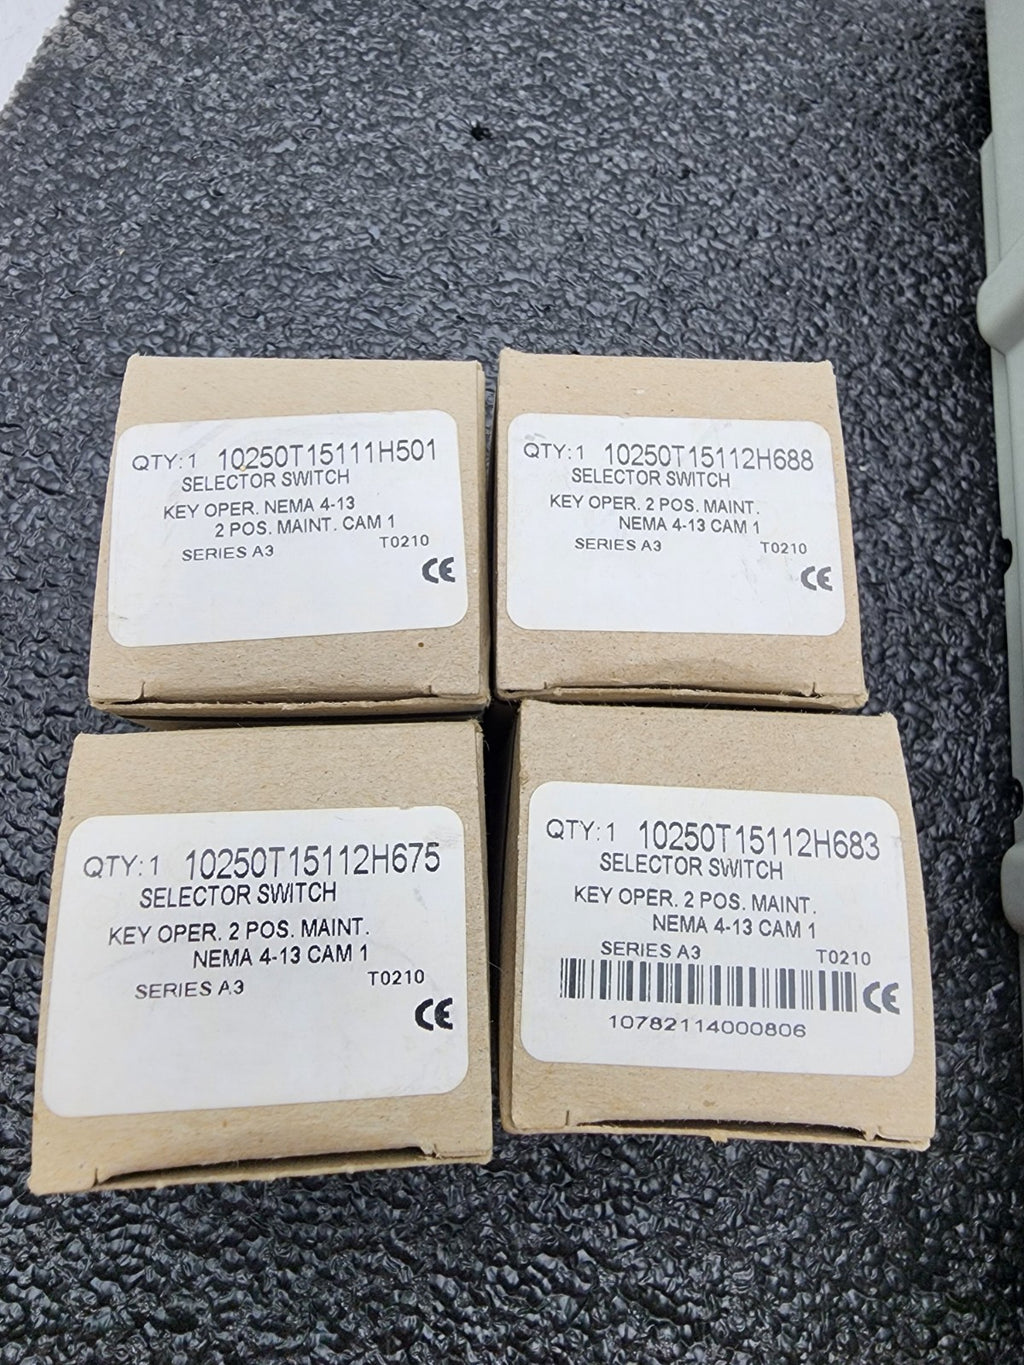 QTY: 1 10250T15111H501
SELECTOR SWITCH
KEY OPER. NEMA 4-13
2 POS. MAINT. CAM 1
SERIES A3 T0210
CE
QTY: 1 10250T15112H688
SELECTOR SWITCH
KEY OPER. 2 POS. MAINT.
NEMA 4-13 CAM 1
SERIES A3 T0210
CE
QTY: 1 10250T15112H675
SELECTOR SWITCH
KEY OPER. 2 POS. MAINT.
NEMA 4-13 CAM 1
SERIES A3 T0210
CE
QTY: 1 10250T15112H683
SELECTOR SWITCH
KEY OPER. 2 POS. MAINT.
NEMA 4-13 CAM 1
SERIES A3 T0210
CE
10782114000806